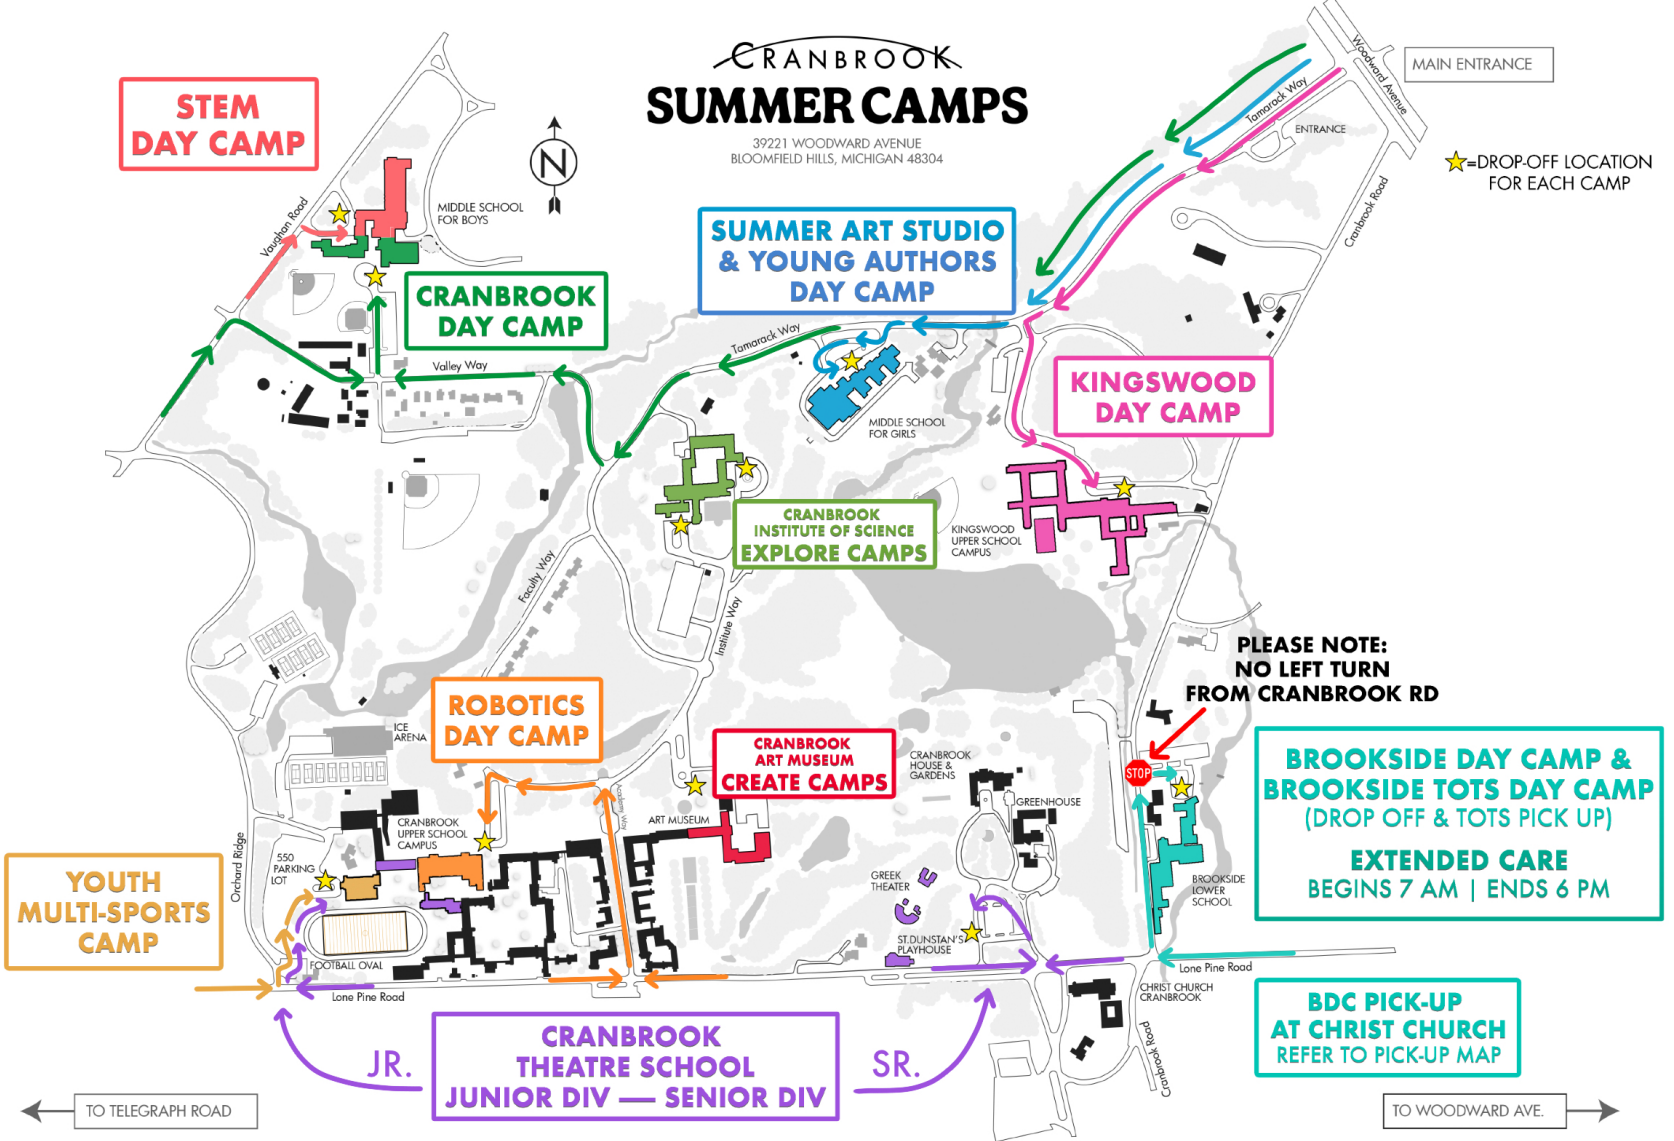 CRANBROOK
SUMMER CAMPS
39221 WOODWARD AVENUE
BLOOMFIELD HILLS, MICHIGAN 48304
MAIN ENTRANCE
Woodward Avenue
Tamarack Way
ENTRANCE
=DROP-OFF LOCATION
FOR EACH CAMP
Cranbrook Road
STEM
DAY CAMP
N
Vaughan Road
MIDDLE SCHOOL
FOR BOYS
SUMMER ART STUDIO
& YOUNG AUTHORS
DAY CAMP
CRANBROOK
DAY CAMP
Tamarack Way
Valley Way
KINGSWOOD
DAY CAMP
MIDDLE SCHOOL
FOR GIRLS
CRANBROOK
INSTITUTE OF SCIENCE
EXPLORE CAMPS
KINGSWOOD
UPPER SCHOOL
CAMPUS
Faculty Way
Institute Way
PLEASE NOTE:
NO LEFT TURN
FROM CRANBROOK RD
ROBOTICS
DAY CAMP
ICE
ARENA
CRANBROOK
ART MUSEUM
CREATE CAMPS
CRANBROOK
HOUSE &
GARDENS
STOP
BROOKSIDE DAY CAMP &
BROOKSIDE TOTS DAY CAMP
(DROP OFF & TOTS PICK UP)
EXTENDED CARE
BEGINS 7 AM | ENDS 6 PM
GREENHOUSE
Academy Way
ART MUSEUM
CRANBROOK
UPPER SCHOOL
CAMPUS
Orchard Ridge
550
PARKING
LOT
YOUTH
MULTI-SPORTS
CAMP
GREEK
THEATER
BROOKSIDE
LOWER
SCHOOL
ST.DUNSTAN'S
PLAYHOUSE
FOOTBALL OVAL
Lone Pine Road
Lone Pine Road
CHRIST CHURCH
CRANBROOK
Cranbrook Road
BDC PICK-UP
AT CHRIST CHURCH
REFER TO PICK-UP MAP
JR.
CRANBROOK
THEATRE SCHOOL
JUNIOR DIV — SENIOR DIV
SR.
TO TELEGRAPH ROAD
TO WOODWARD AVE.